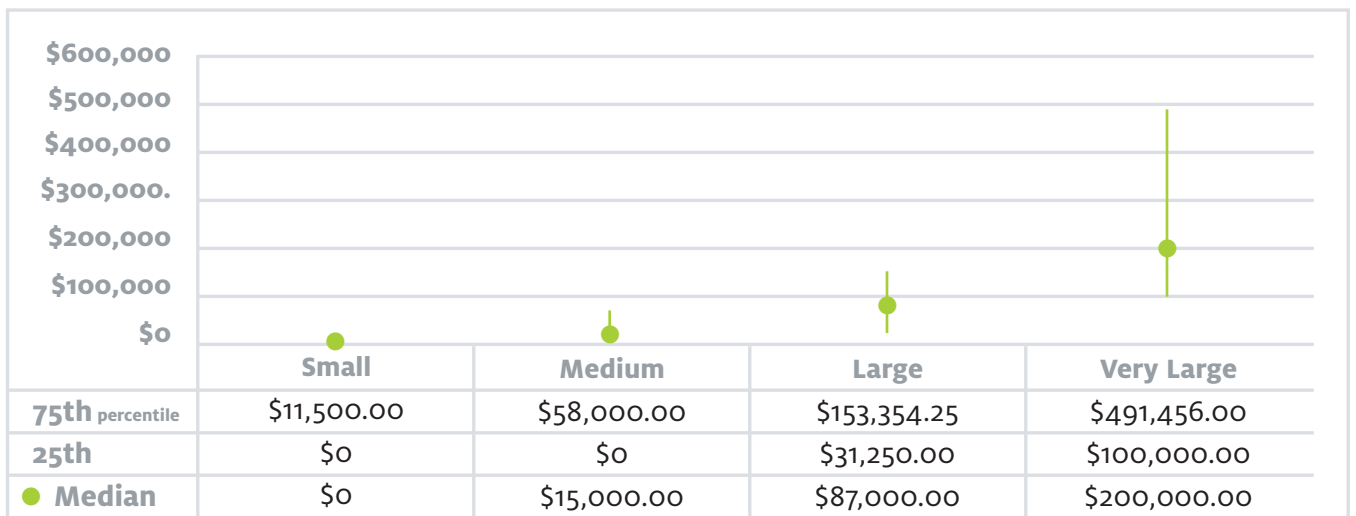 $600,000
$500,000
$400,000
$300,000.
$200,000
$100,000
$0
Small Medium Large Very Large
75th percentile $11,500.00 $58,000.00 $153,354.25 $491,456.00
25th $0 $0 $31,250.00 $100,000.00
Median $0 $15,000.00 $87,000.00 $200,000.00